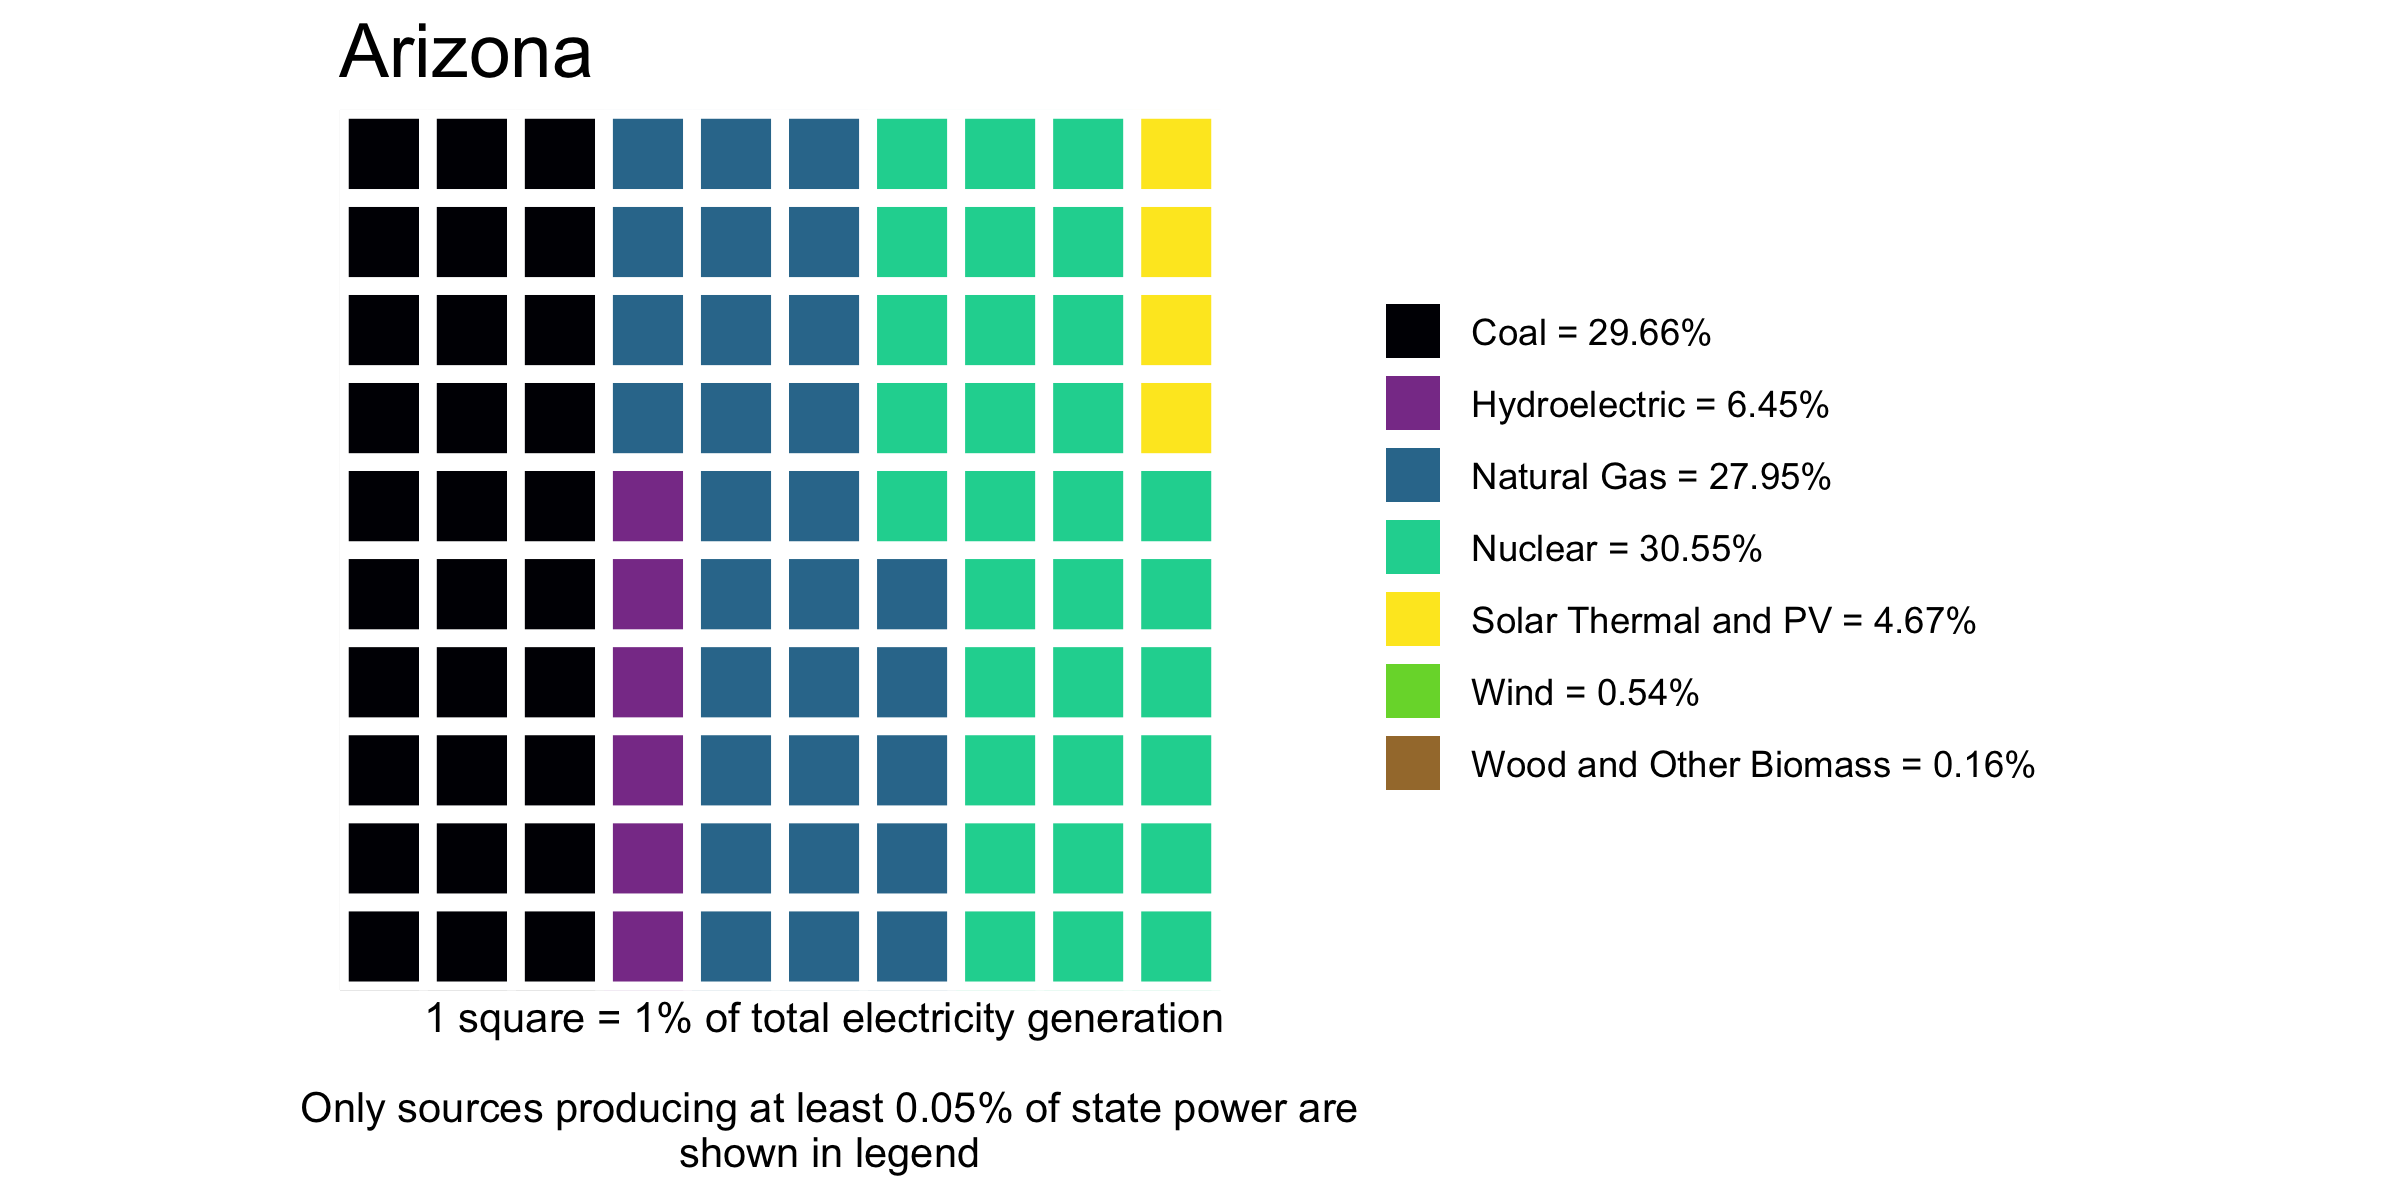 Arizona
Coal = 29.66%
Hydroelectric = 6.45%
Natural Gas = 27.95%
Nuclear = 30.55%
Solar Thermal and PV = 4.67%
Wind = 0.54%
Wood and Other Biomass = 0.16%
1 square = 1% of total electricity generation
Only sources producing at least 0.05% of state power are
shown in legend